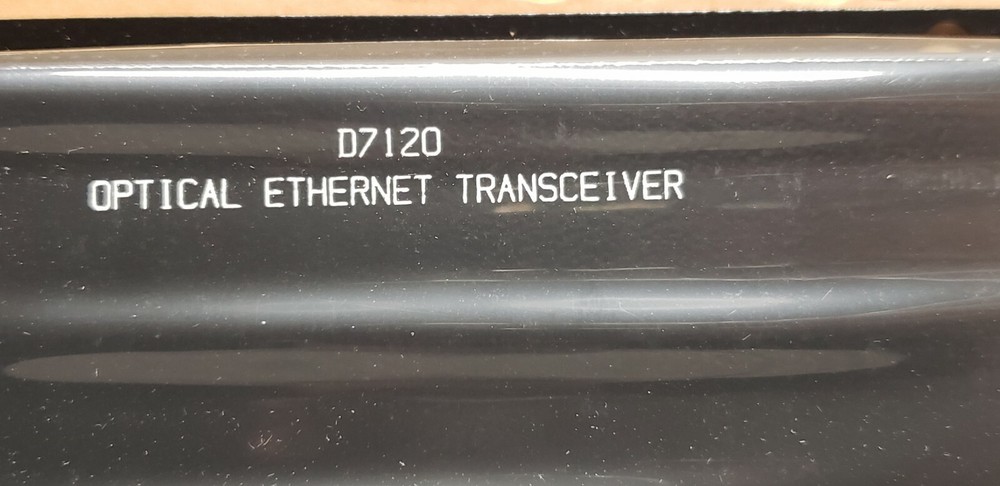 D7120
OPTICAL ETHERNET TRANSCEIVER